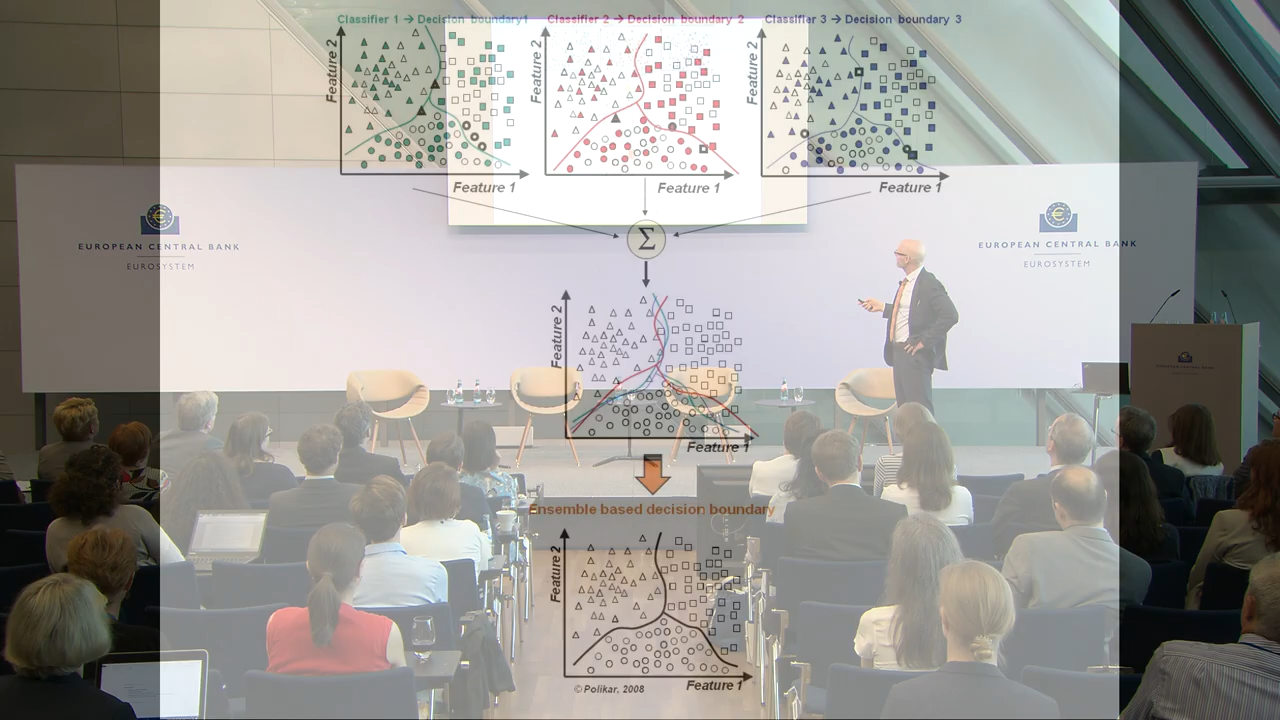 Classifier 1 → Decision boundary1
Classifier 2 → Decision boundary 2
Classifier 3 → Decision boundary 3
Feature 2
Feature 1
Feature 2
Feature 1
Feature 2
Feature 1
Σ
EUROPEAN CENTRAL BANK
EUROSYSTEM
EUROPEAN CENTRAL BANK
EUROSYSTEM
Feature 2
Feature 1
Ensemble based decision boundary
Feature 2
Feature 1
© Polikar, 2008